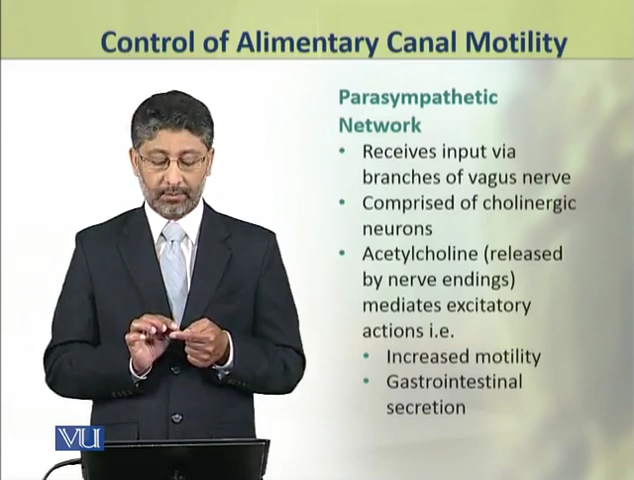 Control of Alimentary Canal Motility
Parasympathetic
Network
• Receives input via
branches of vagus nerve
• Comprised of cholinergic
neurons
• Acetylcholine (released
by nerve endings)
mediates excitatory
actions i.e.
• Increased motility
• Gastrointestinal
secretion
VU